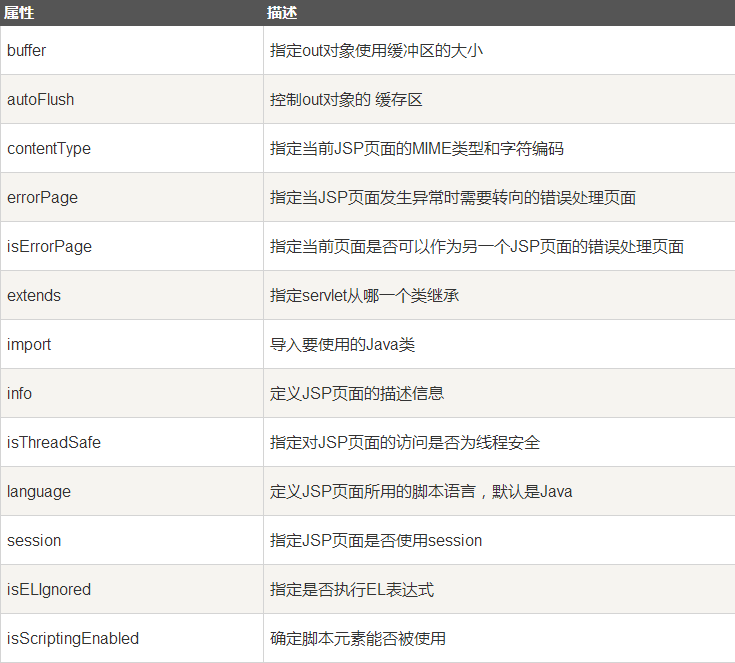 属性 描述
buffer 指定out对象使用缓冲区的大小
autoFlush 控制out对象的 缓存区
contentType 指定当前JSP页面的MIME类型和字符编码
errorPage 指定当JSP页面发生异常时需要转向的错误处理页面
isErrorPage 指定当前页面是否可以作为另一个JSP页面的错误处理页面
extends 指定servlet从哪一个类继承
import 导入要使用的Java类
info 定义JSP页面的描述信息
isThreadSafe 指定对JSP页面的访问是否为线程安全
language 定义JSP页面所用的脚本语言，默认是Java
session 指定JSP页面是否使用session
isELIgnored 指定是否执行EL表达式
isScriptingEnabled 确定脚本元素能否被使用